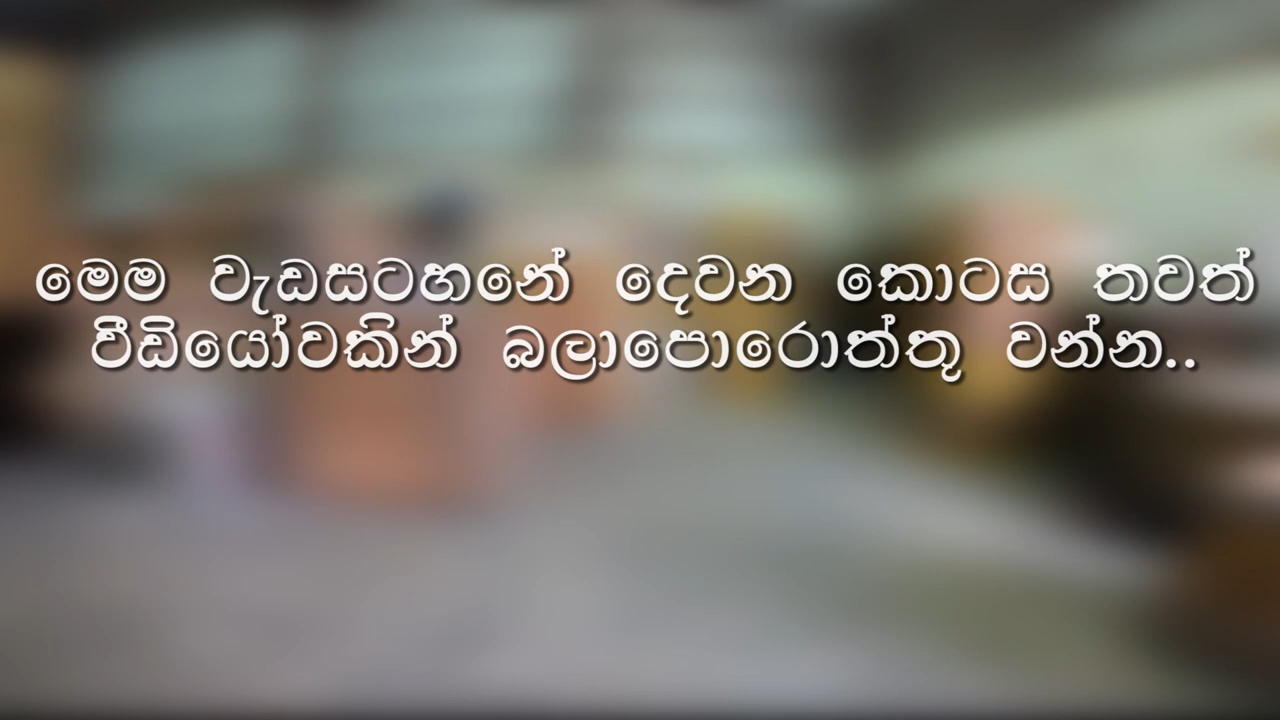 මෙම වැඩසටහනේ දෙවන කොටස තවත්
වීඩියෝවකින් බලාපොරොත්තු වන්න..